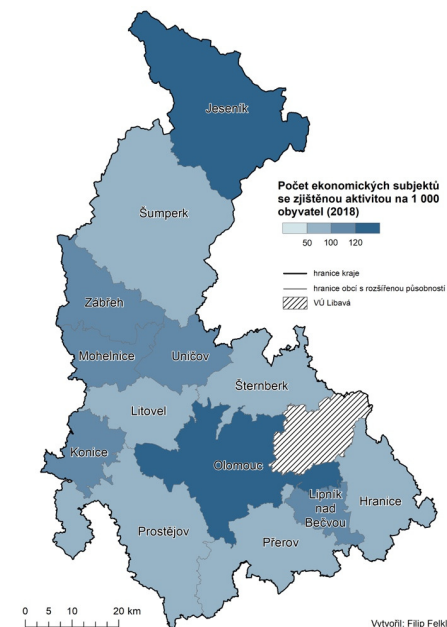 Jeseník
Počet ekonomických subjektů
se zjištěnou aktivitou na 1 000
obyvatel (2018)
50 100 120
hranice kraje
hranice obcí s rozšířenou působností
VÚ Libavá
Šumperk
Zábřeh
Mohelnice
Uničov
Šternberk
Litovel
Konice
Olomouc
Lipník
nad
Bečvou
Hranice
Prostějov
Přerov
0 5 10 20 km
Vytvořil: Filip Felkl